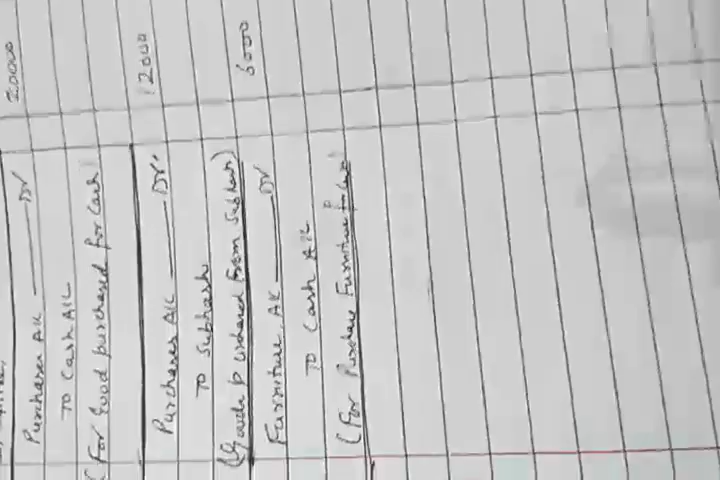 Purchases A/C ——— Dr 20000
To Cash A/C
(For Good purchased for Cash)
Purchases A/C ——— Dr. 12000
To Subhash
(Goods purchased From Subhash)
Furniture A/C ——— Dr 6000
To Cash A/C
(For Purchase Furniture for Cash)